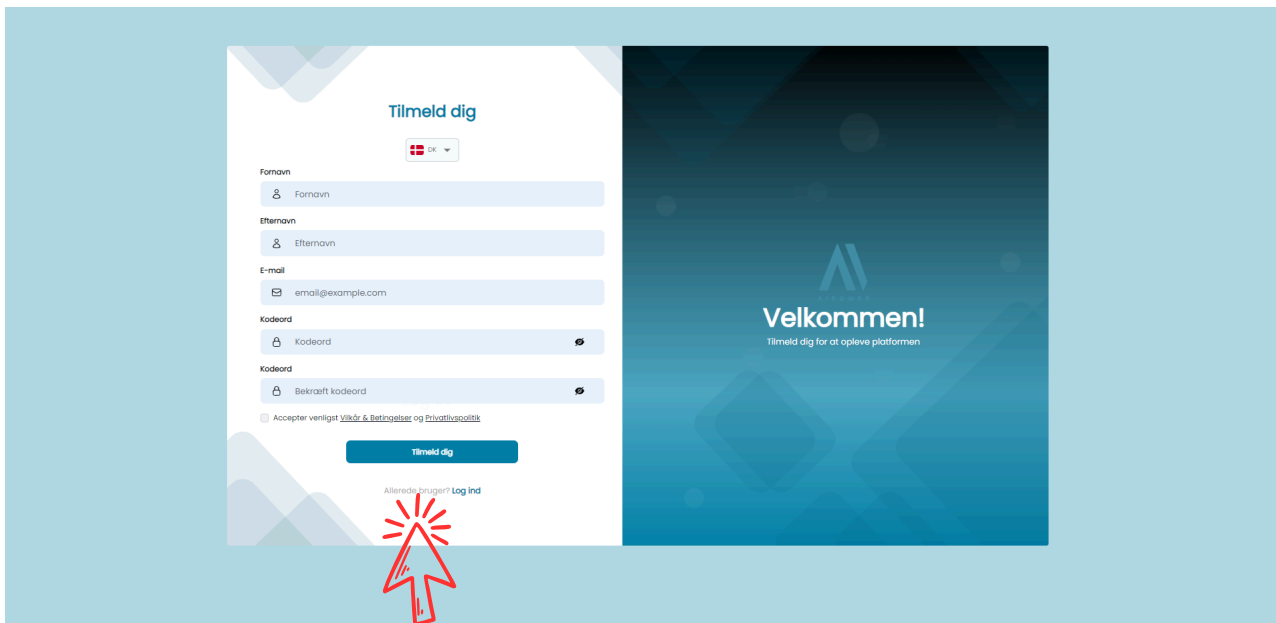 Tilmeld dig
DK
Fornavn
Fornavn
Efternavn
Efternavn
E-mail
email@example.com
Kodeord
Kodeord
Kodeord
Bekræft kodeord
Accepter venligst Vilkår & Betingelser og Privatlivspolitik
Tilmeld dig
Allerede bruger? Log ind
Velkommen!
Tilmeld dig for at opleve platformen